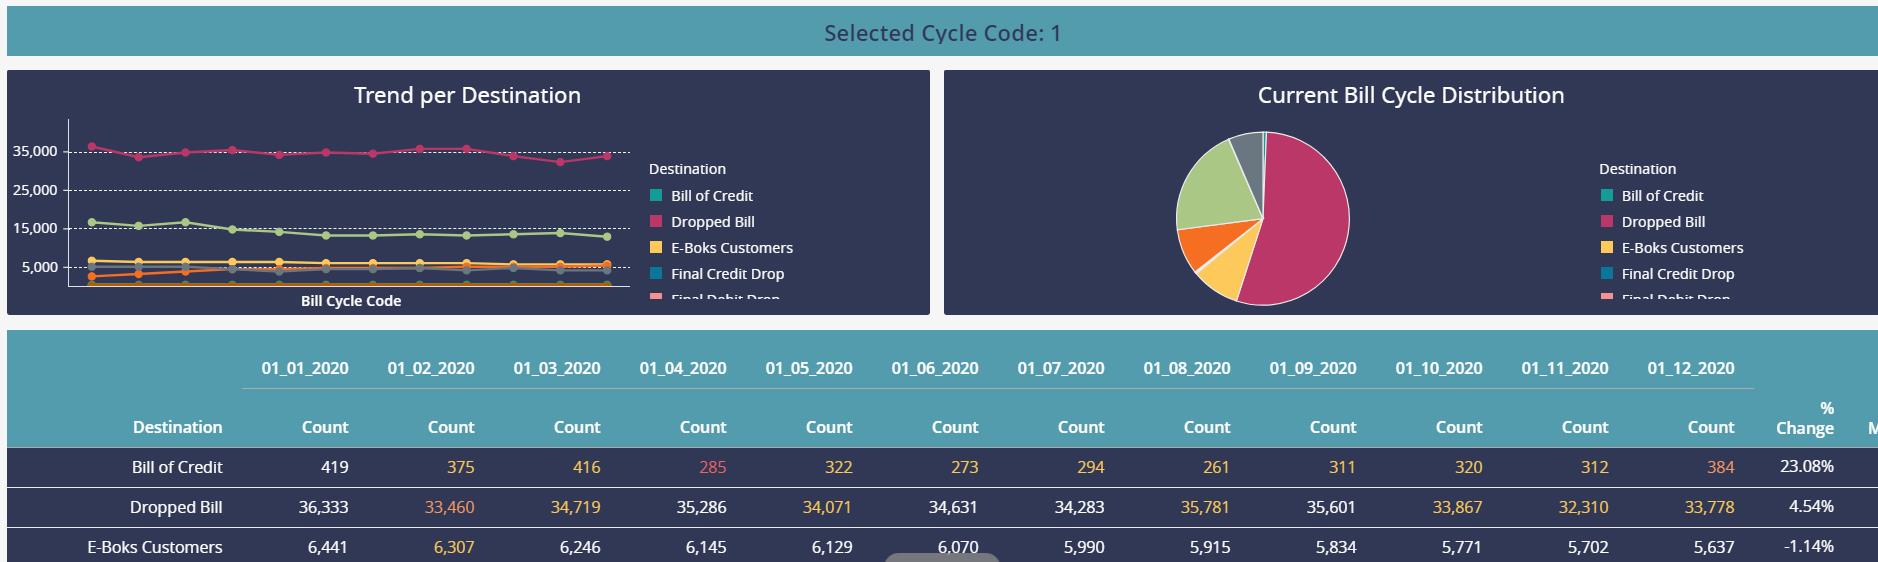 Selected Cycle Code: 1
Trend per Destination
35,000
25,000
15,000
5,000
Bill Cycle Code
Destination
Bill of Credit
Dropped Bill
E-Boks Customers
Final Credit Drop
Final Debit Drop
Current Bill Cycle Distribution
Destination
Bill of Credit
Dropped Bill
E-Boks Customers
Final Credit Drop
Final Debit Drop
01_01_2020 01_02_2020 01_03_2020 01_04_2020 01_05_2020 01_06_2020 01_07_2020 01_08_2020 01_09_2020 01_10_2020 01_11_2020 01_12_2020
Destination Count Count Count Count Count Count Count Count Count Count Count Count % Change
Bill of Credit 419 375 416 285 322 273 294 261 311 320 312 384 23.08%
Dropped Bill 36,333 33,460 34,719 35,286 34,071 34,631 34,283 35,781 35,601 33,867 32,310 33,778 4.54%
E-Boks Customers 6,441 6,307 6,246 6,145 6,129 6,070 5,990 5,915 5,834 5,771 5,702 5,637 -1.14%